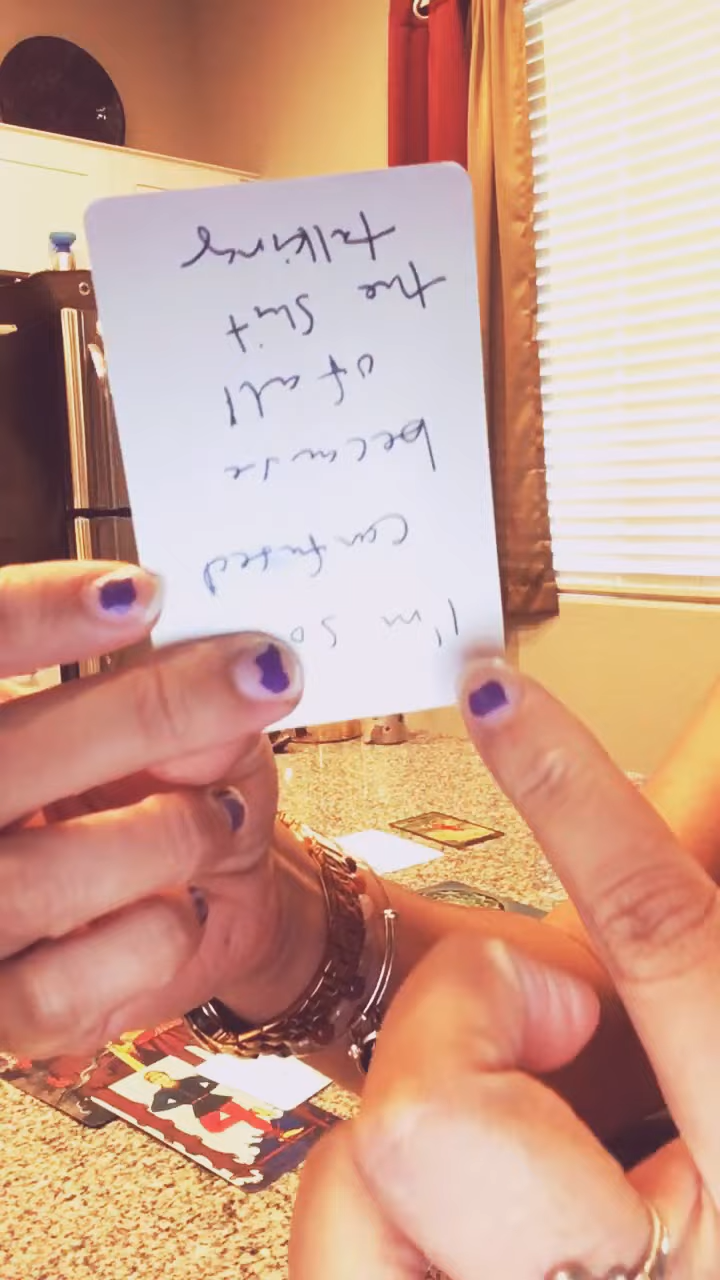 I'm so
confused
because
of all
the shit
talking